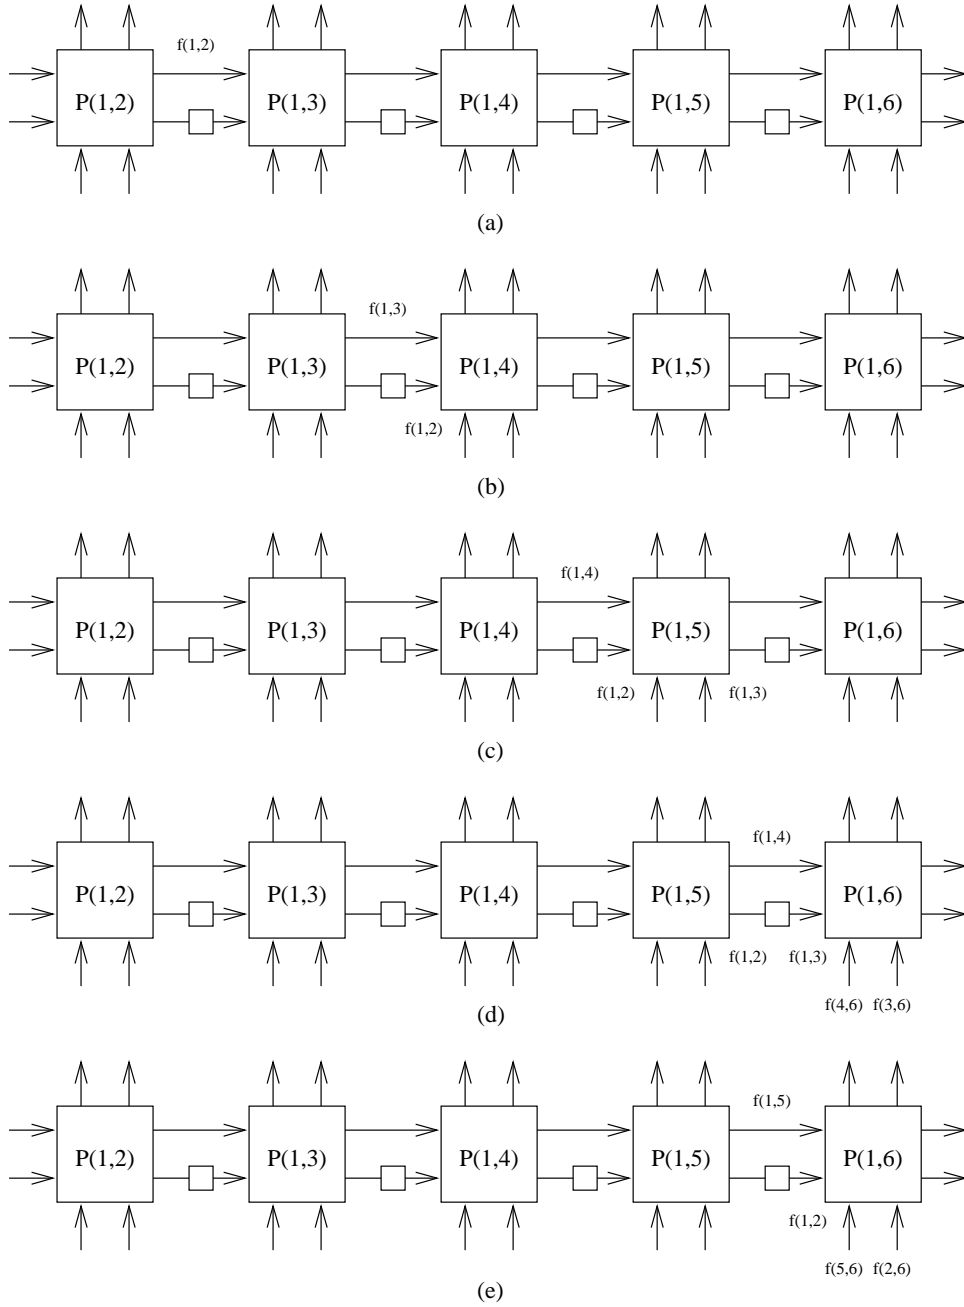 f(1,2)
P(1,2) P(1,3) P(1,4) P(1,5) P(1,6)
(a)
f(1,3)
P(1,2) P(1,3) P(1,4) P(1,5) P(1,6)
f(1,2)
(b)
f(1,4)
P(1,2) P(1,3) P(1,4) P(1,5) P(1,6)
f(1,2) f(1,3)
(c)
f(1,4)
P(1,2) P(1,3) P(1,4) P(1,5) P(1,6)
f(1,2) f(1,3)
f(4,6) f(3,6)
(d)
f(1,5)
P(1,2) P(1,3) P(1,4) P(1,5) P(1,6)
f(1,2)
f(5,6) f(2,6)
(e)